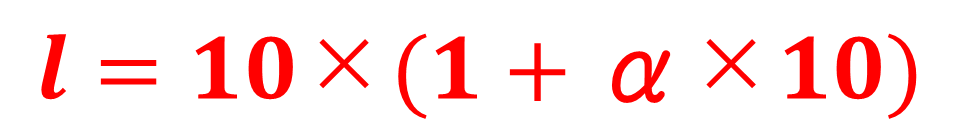 l = 10 × (1 + α × 10)